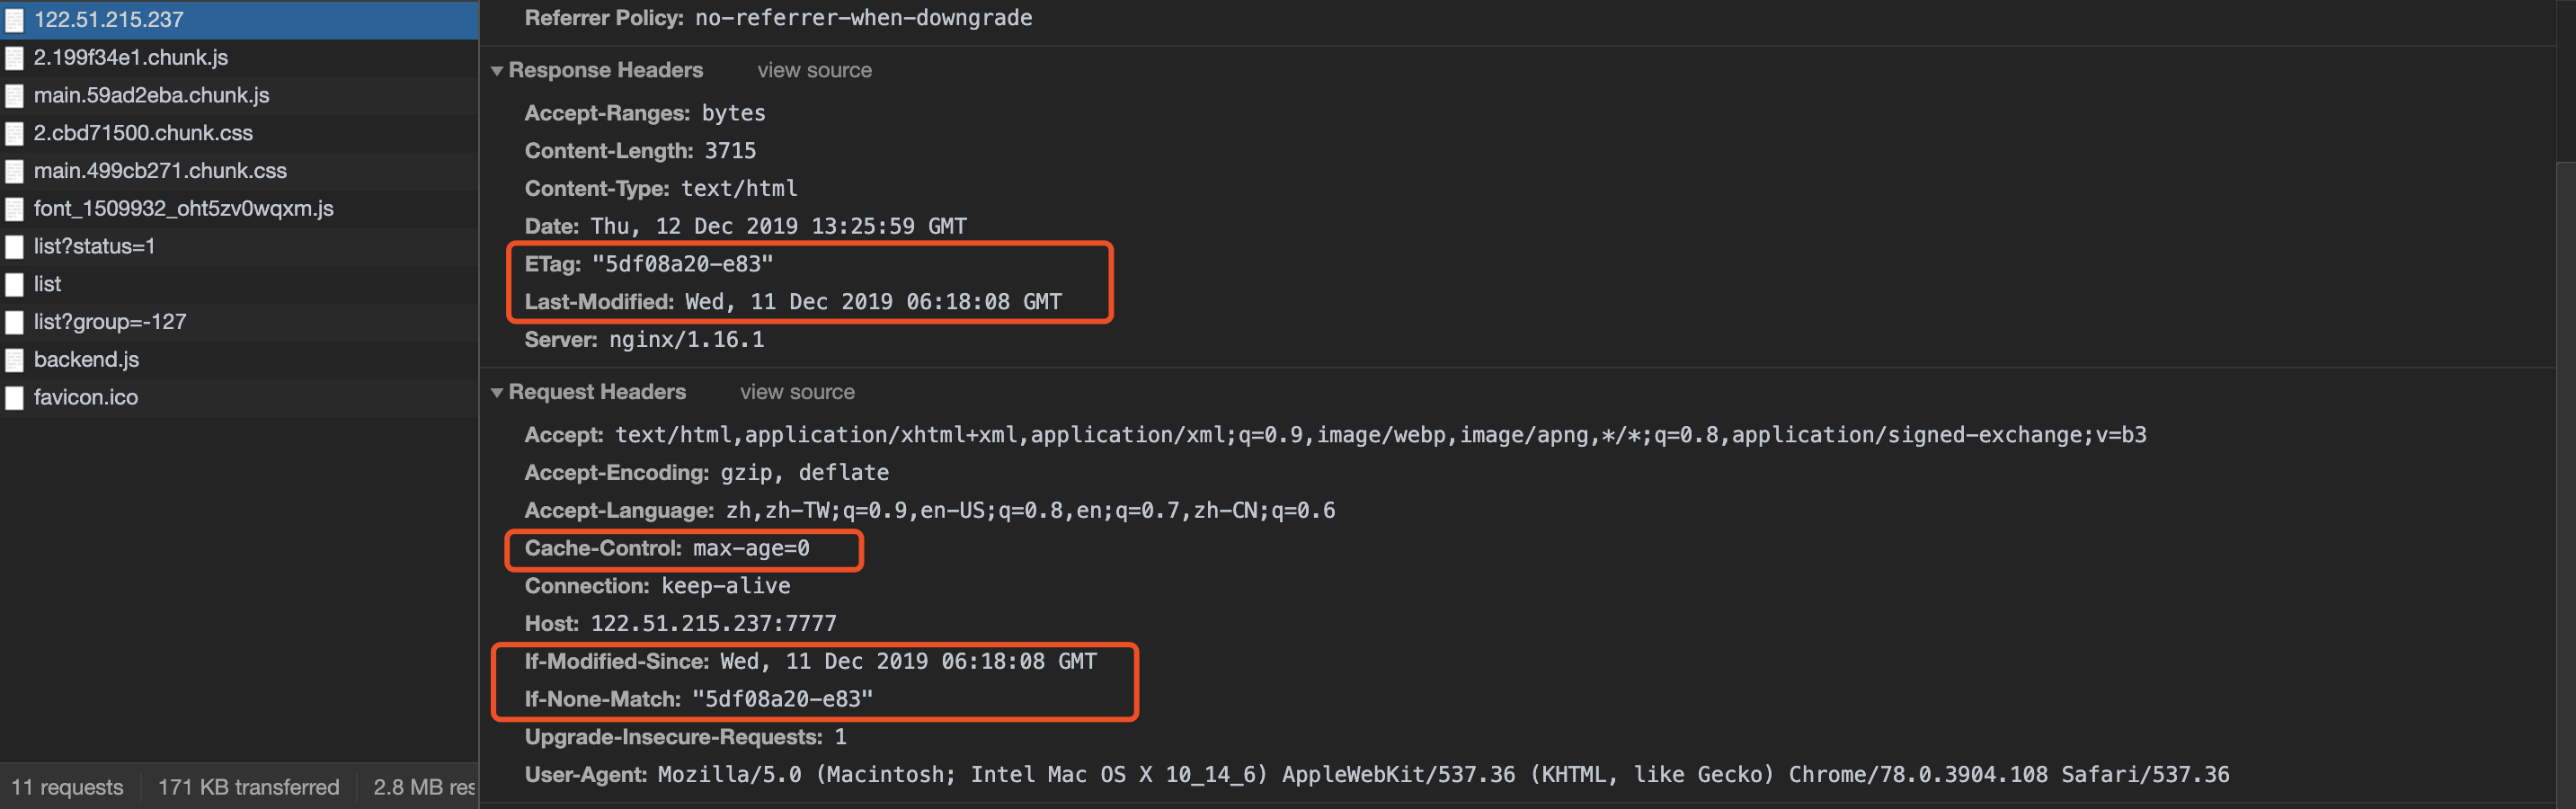 122.51.215.237
2.199f34e1.chunk.js
main.59ad2eba.chunk.js
2.cbd71500.chunk.css
main.499cb271.chunk.css
font_1509932_oht5zv0wqxm.js
list?status=1
list
list?group=-127
backend.js
favicon.ico
11 requests 171 KB transferred 2.8 MB res
Referrer Policy: no-referrer-when-downgrade
Response Headers view source
Accept-Ranges: bytes
Content-Length: 3715
Content-Type: text/html
Date: Thu, 12 Dec 2019 13:25:59 GMT
ETag: "5df08a20-e83"
Last-Modified: Wed, 11 Dec 2019 06:18:08 GMT
Server: nginx/1.16.1
Request Headers view source
Accept: text/html,application/xhtml+xml,application/xml;q=0.9,image/webp,image/apng,*/*;q=0.8,application/signed-exchange;v=b3
Accept-Encoding: gzip, deflate
Accept-Language: zh,zh-TW;q=0.9,en-US;q=0.8,en;q=0.7,zh-CN;q=0.6
Cache-Control: max-age=0
Connection: keep-alive
Host: 122.51.215.237:7777
If-Modified-Since: Wed, 11 Dec 2019 06:18:08 GMT
If-None-Match: "5df08a20-e83"
Upgrade-Insecure-Requests: 1
User-Agent: Mozilla/5.0 (Macintosh; Intel Mac OS X 10_14_6) AppleWebKit/537.36 (KHTML, like Gecko) Chrome/78.0.3904.108 Safari/537.36